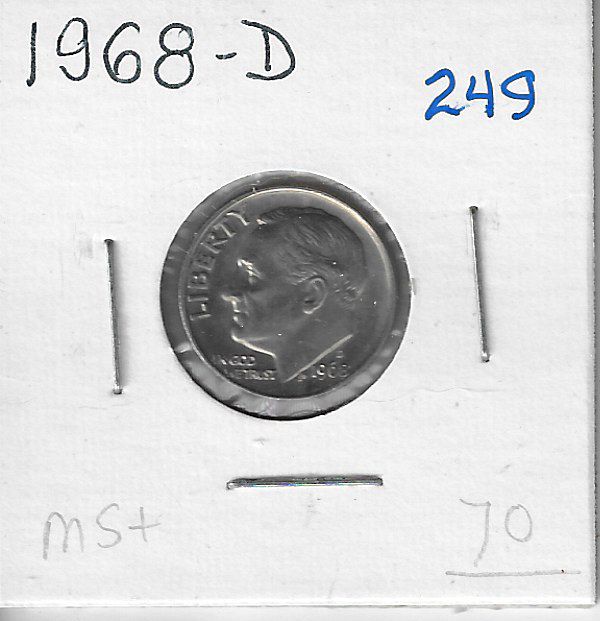 1968-D
249
LIBERTY
IN GOD
WE TRUST
D
1968
MS+
70